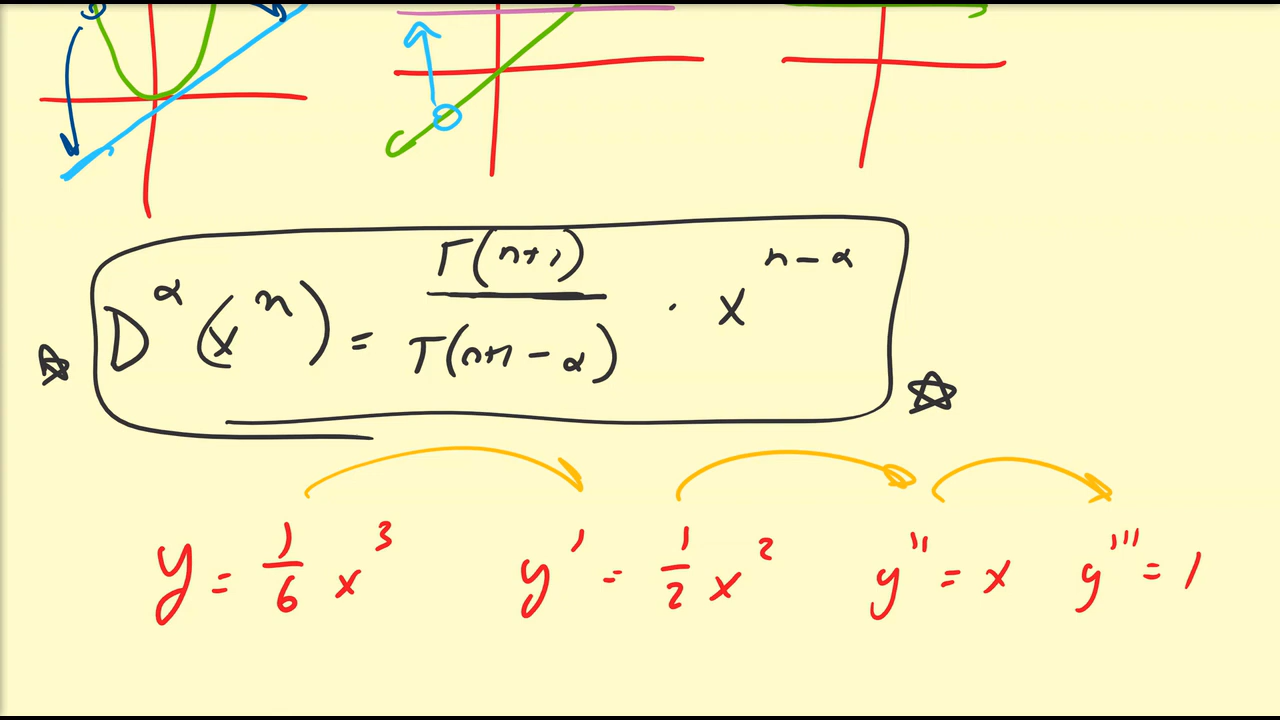 D^α (x^n) = Γ(n+1) / Γ(n+1-α) · x^(n-α)
y = 1/6 x^3 y' = 1/2 x^2 y'' = x y''' = 1